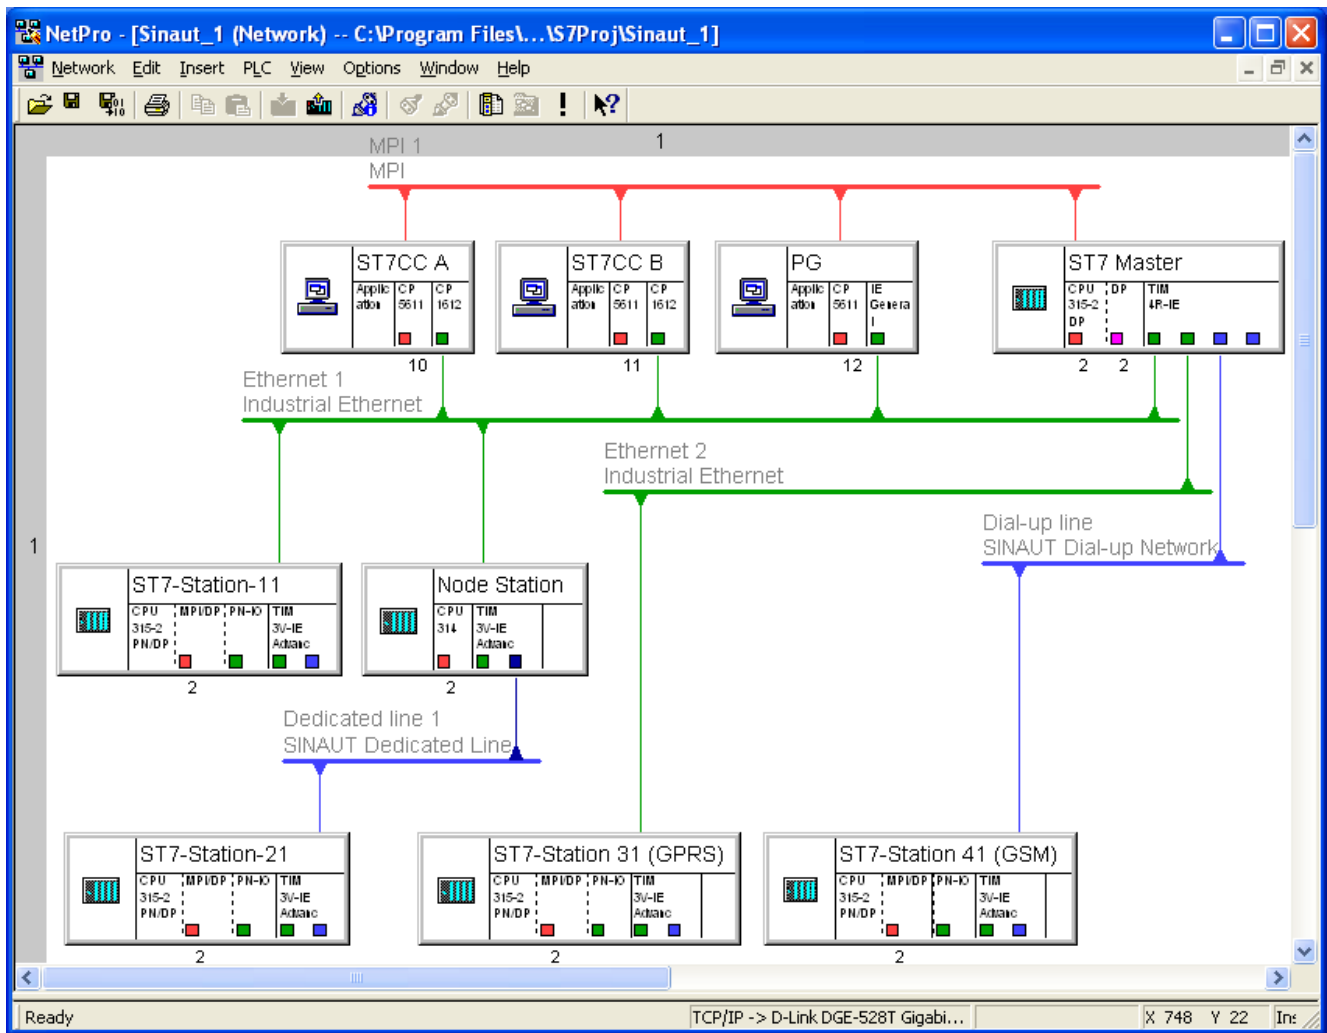 NetPro - [Sinaut_1 (Network) -- C:\Program Files\...\S7Proj\Sinaut_1]
Network Edit Insert PLC View Options Window Help
1
MPI 1
MPI
ST7CC A
Applic ation
CP 5611
CP 1612
10
ST7CC B
Applic ation
CP 5611
CP 1612
11
PG
Applic ation
CP 5611
IE Genera l
12
ST7 Master
CPU 315-2 DP
DP
TIM 4R-IE
2 2
Ethernet 1
Industrial Ethernet
Ethernet 2
Industrial Ethernet
Dial-up line
SINAUT Dial-up Network
1
ST7-Station-11
CPU 315-2 PN/DP
MPI/DP
PN-IO
TIM 3V-IE Advanc
2
Node Station
CPU 314
TIM 3V-IE Advanc
2
Dedicated line 1
SINAUT Dedicated Line
ST7-Station-21
CPU 315-2 PN/DP
MPI/DP
PN-IO
TIM 3V-IE Advanc
2
ST7-Station 31 (GPRS)
CPU 315-2 PN/DP
MPI/DP
PN-IO
TIM 3V-IE Advanc
2
ST7-Station 41 (GSM)
CPU 315-2 PN/DP
MPI/DP
PN-IO
TIM 3V-IE Advanc
2
Ready
TCP/IP -> D-Link DGE-528T Gigabi...
X 748 Y 22
Ins